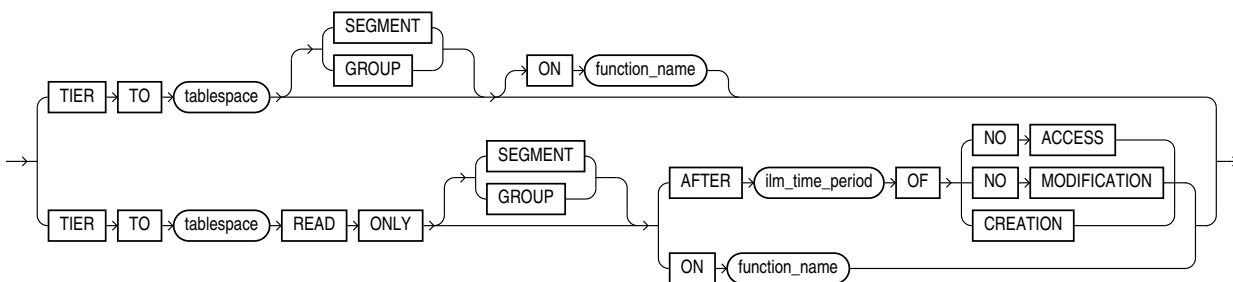 SEGMENT
GROUP
ON function_name
TIER TO tablespace
SEGMENT
GROUP
NO ACCESS
AFTER ilm_time_period OF NO MODIFICATION
TIER TO tablespace READ ONLY
CREATION
ON function_name